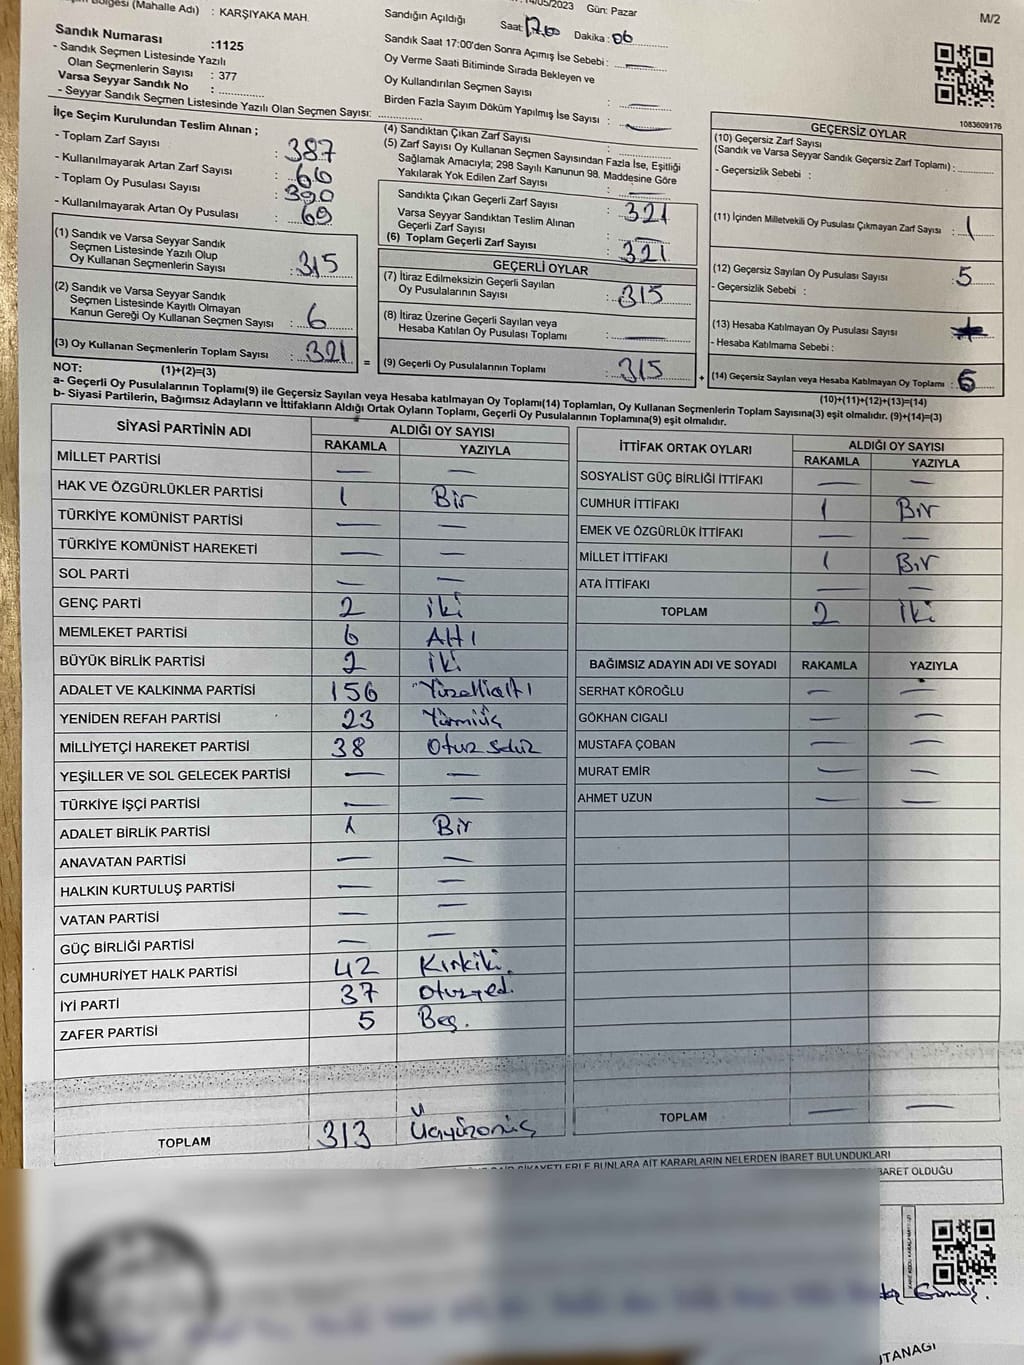 Bölgesi (Mahalle Adı) : KARŞIYAKA MAH.
14/05/2023 Gün: Pazar
M/2
Sandık Numarası :1125
- Sandık Seçmen Listesinde Yazılı
Olan Seçmenlerin Sayısı : 377
Varsa Seyyar Sandık No :
- Seyyar Sandık Seçmen Listesinde Yazılı Olan Seçmen Sayısı:
Sandığın Açıldığı Saat: 17.00 Dakika : 06
Sandık Saat 17:00'den Sonra Açımış İse Sebebi : —
Oy Verme Saati Bitiminde Sırada Bekleyen ve
Oy Kullandırılan Seçmen Sayısı : —
Birden Fazla Sayım Döküm Yapılmış İse Sayısı : —
1083609176
İlçe Seçim Kurulundan Teslim Alınan ;
- Toplam Zarf Sayısı : 387
- Kullanılmayarak Artan Zarf Sayısı : 66
- Toplam Oy Pusulası Sayısı : 390
- Kullanılmayarak Artan Oy Pusulası : 69
(1) Sandık ve Varsa Seyyar Sandık
Seçmen Listesinde Yazılı Olup
Oy Kullanan Seçmenlerin Sayısı : 315
(2) Sandık ve Varsa Seyyar Sandık
Seçmen Listesinde Kayıtlı Olmayan
Kanun Gereği Oy Kullanan Seçmen Sayısı : 6
(3) Oy Kullanan Seçmenlerin Toplam Sayısı : 321 =
(4) Sandıktan Çıkan Zarf Sayısı :
(5) Zarf Sayısı Oy Kullanan Seçmen Sayısından Fazla İse, Eşitliği
Sağlamak Amacıyla; 298 Sayılı Kanunun 98. Maddesine Göre
Yakılarak Yok Edilen Zarf Sayısı : —
Sandıkta Çıkan Geçerli Zarf Sayısı : 321
Varsa Seyyar Sandıktan Teslim Alınan
Geçerli Zarf Sayısı : —
(6) Toplam Geçerli Zarf Sayısı : 321
GEÇERLİ OYLAR
(7) İtiraz Edilmeksizin Geçerli Sayılan
Oy Pusulalarının Sayısı : 315
(8) İtiraz Üzerine Geçerli Sayılan veya
Hesaba Katılan Oy Pusulası Toplamı : —
(9) Geçerli Oy Pusulalarının Toplamı : 315 +
GEÇERSİZ OYLAR
(10) Geçersiz Zarf Sayısı
(Sandık ve Varsa Seyyar Sandık Geçersiz Zarf Toplamı) :
- Geçersizlik Sebebi :
(11) İçinden Milletvekili Oy Pusulası Çıkmayan Zarf Sayısı : 1
(12) Geçersiz Sayılan Oy Pusulası Sayısı : 5
- Geçersizlik Sebebi :
(13) Hesaba Katılmayan Oy Pusulası Sayısı :
- Hesaba Katılmama Sebebi :
(14) Geçersiz Sayılan veya Hesaba Katılmayan Oy Toplamı : 6
NOT: (1)+(2)=(3)
(10)+(11)+(12)+(13)=(14)
a- Geçerli Oy Pusulalarının Toplamı(9) ile Geçersiz Sayılan veya Hesaba katılmayan Oy Toplamı(14) Toplamları, Oy Kullanan Seçmenlerin Toplam Sayısına(3) eşit olmalıdır. (9)+(14)=(3)
b- Siyasi Partilerin, Bağımsız Adayların ve İttifakların Aldığı Ortak Oyların Toplamı, Geçerli Oy Pusulalarının Toplamına(9) eşit olmalıdır.
SİYASİ PARTİNİN ADI ALDIĞI OY SAYISI
RAKAMLA YAZIYLA
MİLLET PARTİSİ — —
HAK VE ÖZGÜRLÜKLER PARTİSİ 1 Bir
TÜRKİYE KOMÜNİST PARTİSİ — —
TÜRKİYE KOMÜNİST HAREKETİ — —
SOL PARTİ — —
GENÇ PARTİ 2 iki
MEMLEKET PARTİSİ 6 Altı
BÜYÜK BİRLİK PARTİSİ 2 iki
ADALET VE KALKINMA PARTİSİ 156 Yüzelli altı
YENİDEN REFAH PARTİSİ 23 Yirmiüç
MİLLİYETÇİ HAREKET PARTİSİ 38 Otuz sekiz
YEŞİLLER VE SOL GELECEK PARTİSİ — —
TÜRKİYE İŞÇİ PARTİSİ — —
ADALET BİRLİK PARTİSİ 1 Bir
ANAVATAN PARTİSİ — —
HALKIN KURTULUŞ PARTİSİ — —
VATAN PARTİSİ — —
GÜÇ BİRLİĞİ PARTİSİ — —
CUMHURİYET HALK PARTİSİ 42 Kırkiki.
İYİ PARTİ 37 Otuzyedi
ZAFER PARTİSİ 5 Beş.
TOPLAM 313 Üçyüzonüç
İTTİFAK ORTAK OYLARI ALDIĞI OY SAYISI
RAKAMLA YAZIYLA
SOSYALİST GÜÇ BİRLİĞİ İTTİFAKI — —
CUMHUR İTTİFAKI 1 Bir
EMEK VE ÖZGÜRLÜK İTTİFAKI — —
MİLLET İTTİFAKI 1 Bir
ATA İTTİFAKI — —
TOPLAM 2 iki
BAĞIMSIZ ADAYIN ADI VE SOYADI RAKAMLA YAZIYLA
SERHAT KÖROĞLU — —
GÖKHAN CIGALI — —
MUSTAFA ÇOBAN — —
MURAT EMİR — —
AHMET UZUN — —
TOPLAM — —
ŞİKAYETLERLE BUNLARA AİT KARARLARIN NELERDEN İBARET BULUNDUKLARI
İBARET OLDUĞU
TUTANAĞI